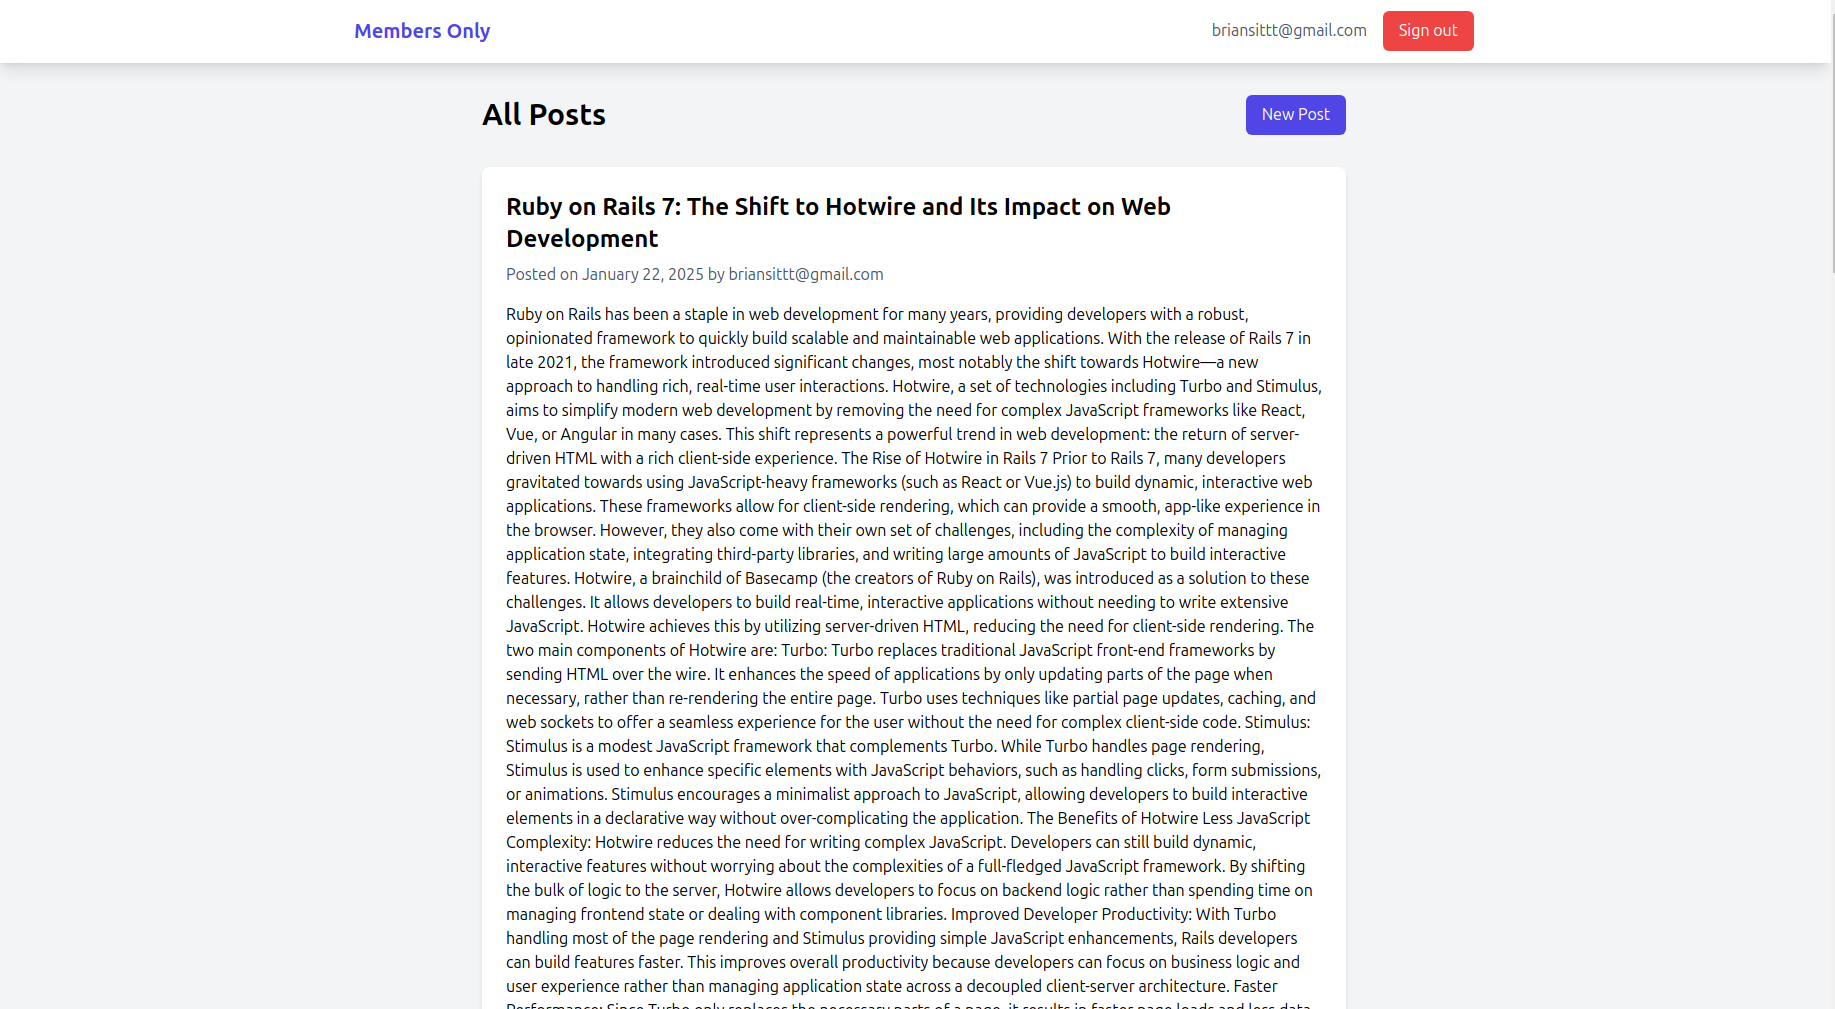 Members Only
briansittt@gmail.com
Sign out
All Posts
New Post
Ruby on Rails 7: The Shift to Hotwire and Its Impact on Web
Development
Posted on January 22, 2025 by briansittt@gmail.com
Ruby on Rails has been a staple in web development for many years, providing developers with a robust,
opinionated framework to quickly build scalable and maintainable web applications. With the release of Rails 7 in
late 2021, the framework introduced significant changes, most notably the shift towards Hotwire—a new
approach to handling rich, real-time user interactions. Hotwire, a set of technologies including Turbo and Stimulus,
aims to simplify modern web development by removing the need for complex JavaScript frameworks like React,
Vue, or Angular in many cases. This shift represents a powerful trend in web development: the return of server-
driven HTML with a rich client-side experience. The Rise of Hotwire in Rails 7 Prior to Rails 7, many developers
gravitated towards using JavaScript-heavy frameworks (such as React or Vue.js) to build dynamic, interactive web
applications. These frameworks allow for client-side rendering, which can provide a smooth, app-like experience in
the browser. However, they also come with their own set of challenges, including the complexity of managing
application state, integrating third-party libraries, and writing large amounts of JavaScript to build interactive
features. Hotwire, a brainchild of Basecamp (the creators of Ruby on Rails), was introduced as a solution to these
challenges. It allows developers to build real-time, interactive applications without needing to write extensive
JavaScript. Hotwire achieves this by utilizing server-driven HTML, reducing the need for client-side rendering. The
two main components of Hotwire are: Turbo: Turbo replaces traditional JavaScript front-end frameworks by
sending HTML over the wire. It enhances the speed of applications by only updating parts of the page when
necessary, rather than re-rendering the entire page. Turbo uses techniques like partial page updates, caching, and
web sockets to offer a seamless experience for the user without the need for complex client-side code. Stimulus:
Stimulus is a modest JavaScript framework that complements Turbo. While Turbo handles page rendering,
Stimulus is used to enhance specific elements with JavaScript behaviors, such as handling clicks, form submissions,
or animations. Stimulus encourages a minimalist approach to JavaScript, allowing developers to build interactive
elements in a declarative way without over-complicating the application. The Benefits of Hotwire Less JavaScript
Complexity: Hotwire reduces the need for writing complex JavaScript. Developers can still build dynamic,
interactive features without worrying about the complexities of a full-fledged JavaScript framework. By shifting
the bulk of logic to the server, Hotwire allows developers to focus on backend logic rather than spending time on
managing frontend state or dealing with component libraries. Improved Developer Productivity: With Turbo
handling most of the page rendering and Stimulus providing simple JavaScript enhancements, Rails developers
can build features faster. This improves overall productivity because developers can focus on business logic and
user experience rather than managing application state across a decoupled client-server architecture. Faster
Performance: Since Turbo only replaces the necessary parts of a page, it results in faster page loads and less data